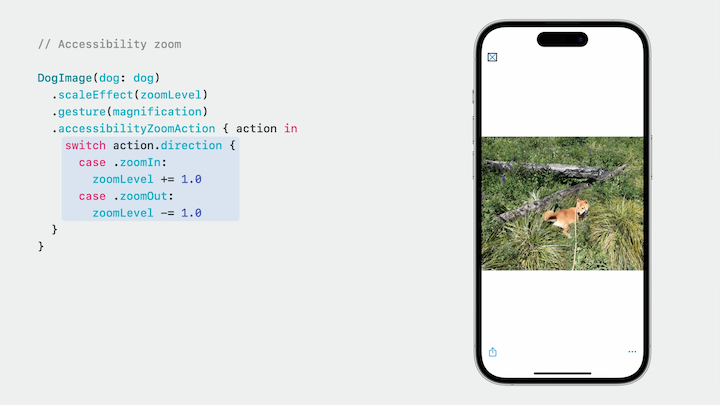 // Accessibility zoom
DogImage(dog: dog)
  .scaleEffect(zoomLevel)
  .gesture(magnification)
  .accessibilityZoomAction { action in
    switch action.direction {
      case .zoomIn:
        zoomLevel += 1.0
      case .zoomOut:
        zoomLevel -= 1.0
  }
}